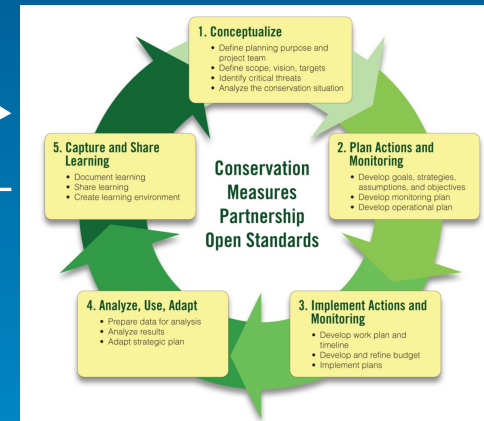 1. Conceptualize
• Define planning purpose and
project team
• Define scope, vision, targets
• Identify critical threats
• Analyze the conservation situation
2. Plan Actions and
Monitoring
• Develop goals, strategies,
assumptions, and objectives
• Develop monitoring plan
• Develop operational plan
3. Implement Actions and
Monitoring
• Develop work plan and
timeline
• Develop and refine budget
• Implement plans
4. Analyze, Use, Adapt
• Prepare data for analysis
• Analyze results
• Adapt strategic plan
5. Capture and Share
Learning
• Document learning
• Share learning
• Create learning environment
Conservation
Measures
Partnership
Open Standards